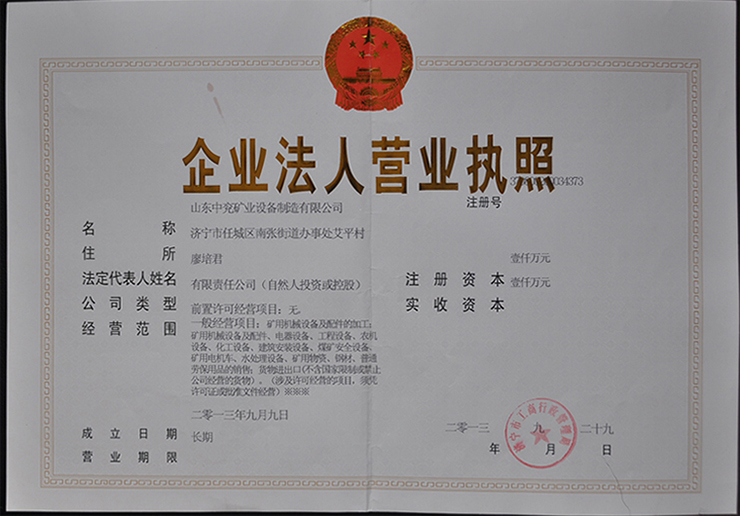 企业法人营业执照
注册号
名称 山东中兖矿业设备制造有限公司
住所 济宁市任城区南张街道办事处艾平村
法定代表人姓名 廖培君
注册资本 壹仟万元
公司类型 有限责任公司（自然人投资或控股）
实收资本 壹仟万元
经营范围 前置许可经营项目：无。
一般经营项目：矿用机械设备及配件的加工；
矿用机械设备及配件、电器设备、工程设备、农机
设备、化工设备、建筑安装设备、煤矿安全设备、
矿用电机车、水处理设备、矿用物资、钢材、普通
劳保用品的销售；货物进出口(不含国家限制或禁止
公司经营的货物）。（涉及许可经营的项目，须凭
许可证或批准文件经营）※※※
成立日期 二〇一三年九月九日
营业期限 长期
济宁市工商行政管理局
二〇一三年九月二十九日